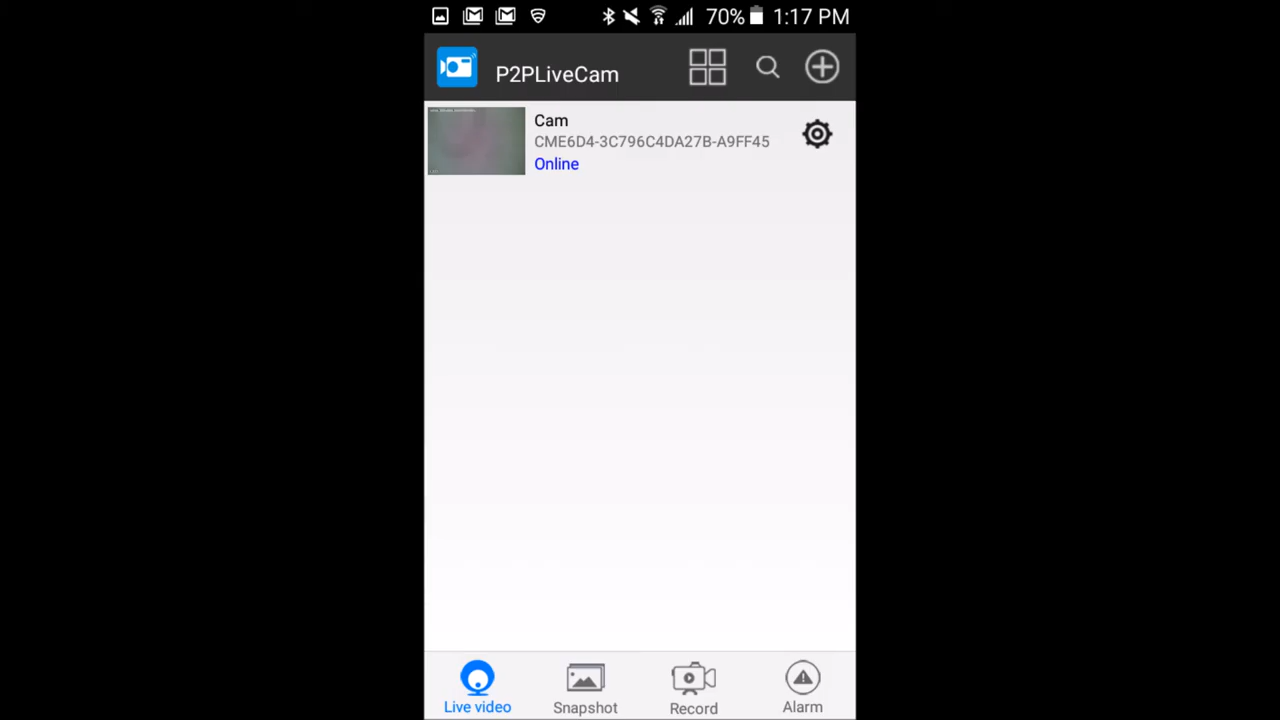 70% 1:17 PM
P2PLiveCam
Cam
CME6D4-3C796C4DA27B-A9FF45
Online
Live video
Snapshot
Record
Alarm